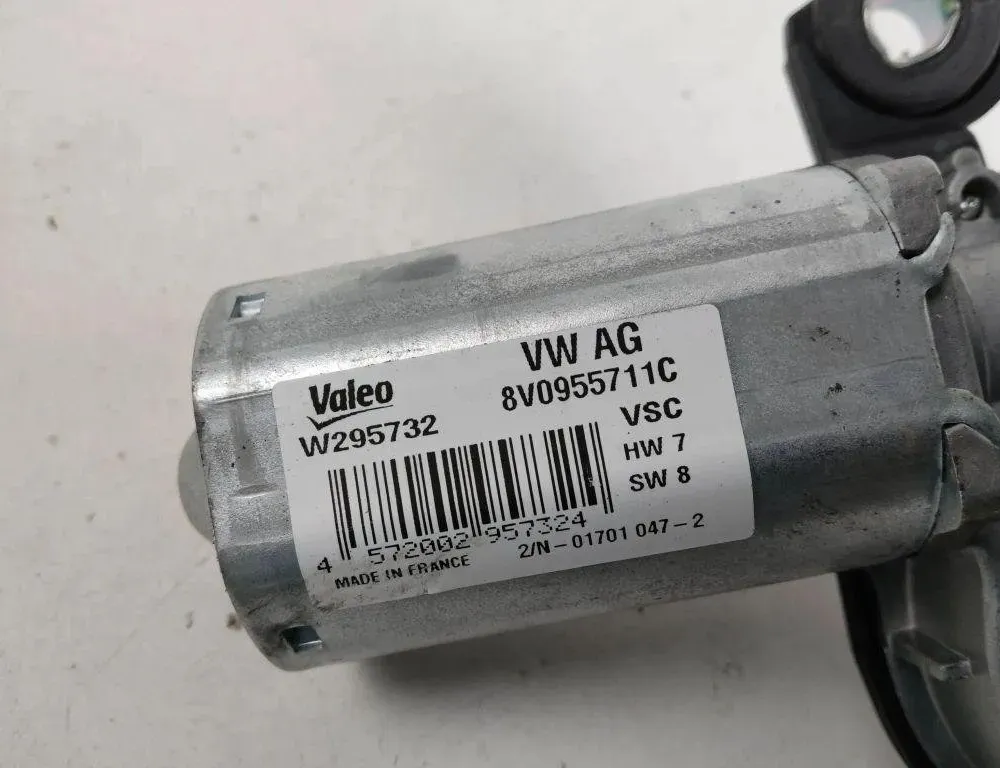 VW AG
Valeo
8V0955711C
W295732
VSC
HW 7
SW 8
4 572002 957324
MADE IN FRANCE
2/N-01701 047-2